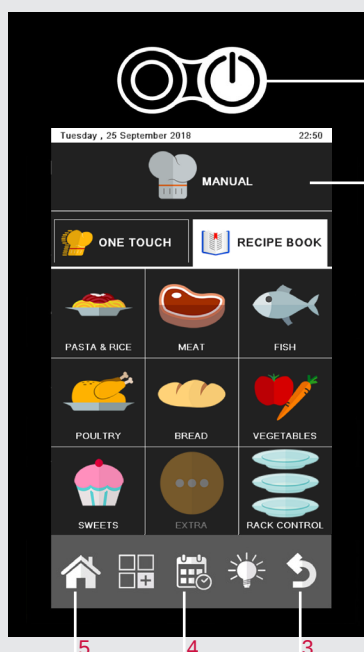 Tuesday , 25 September 2018 22:50
MANUAL
ONE TOUCH RECIPE BOOK
PASTA & RICE MEAT FISH
POULTRY BREAD VEGETABLES
SWEETS EXTRA RACK CONTROL
5 4 3